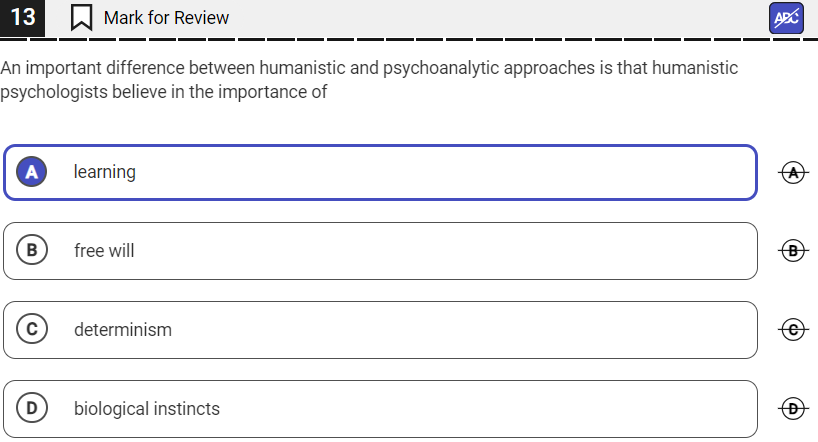 13 Mark for Review ABC
An important difference between humanistic and psychoanalytic approaches is that humanistic
psychologists believe in the importance of
A learning A
B free will B
C determinism C
D biological instincts D